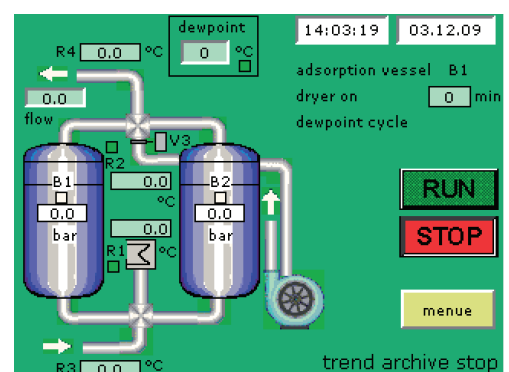 dewpoint
14:03:19 03.12.09
R4 0.0 °C
0 °C
adsorption vessel B1
0.0
dryer on 0 min
flow
dewpoint cycle
V3
R2
B1
0.0
°C
B2
RUN
0.0
0.0
0.0
bar
R1
°C
bar
STOP
menue
R3 0.0 °C
trend archive stop